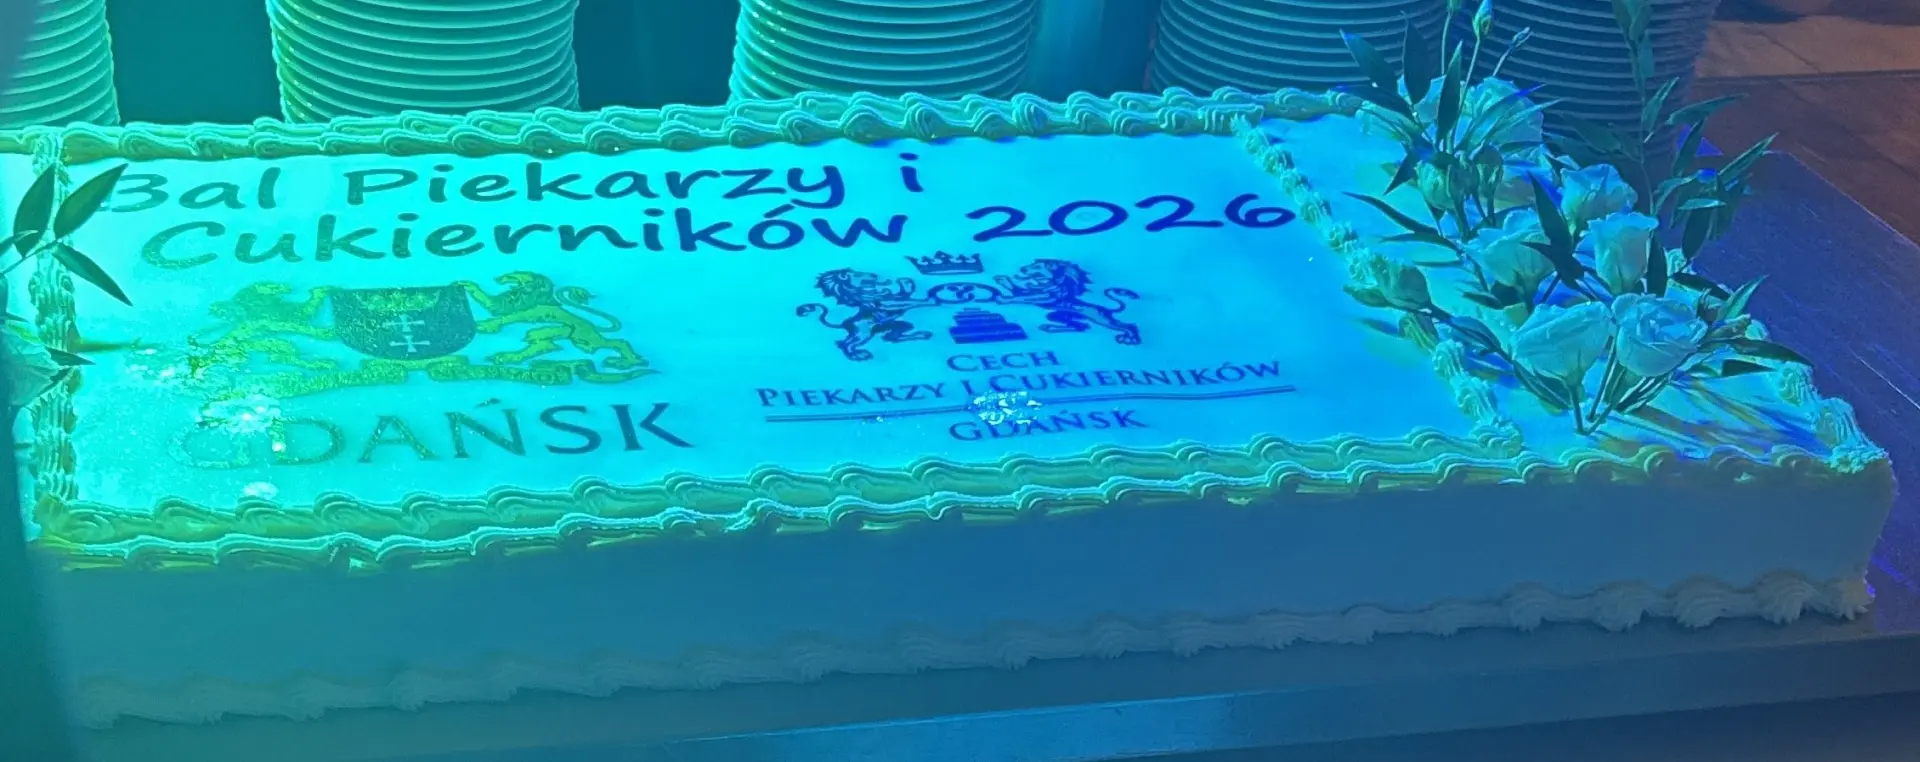 Bal Piekarzy i
Cukierników 2026
GDAŃSK
CECH
PIEKARZY I CUKIERNIKÓW
GDAŃSK